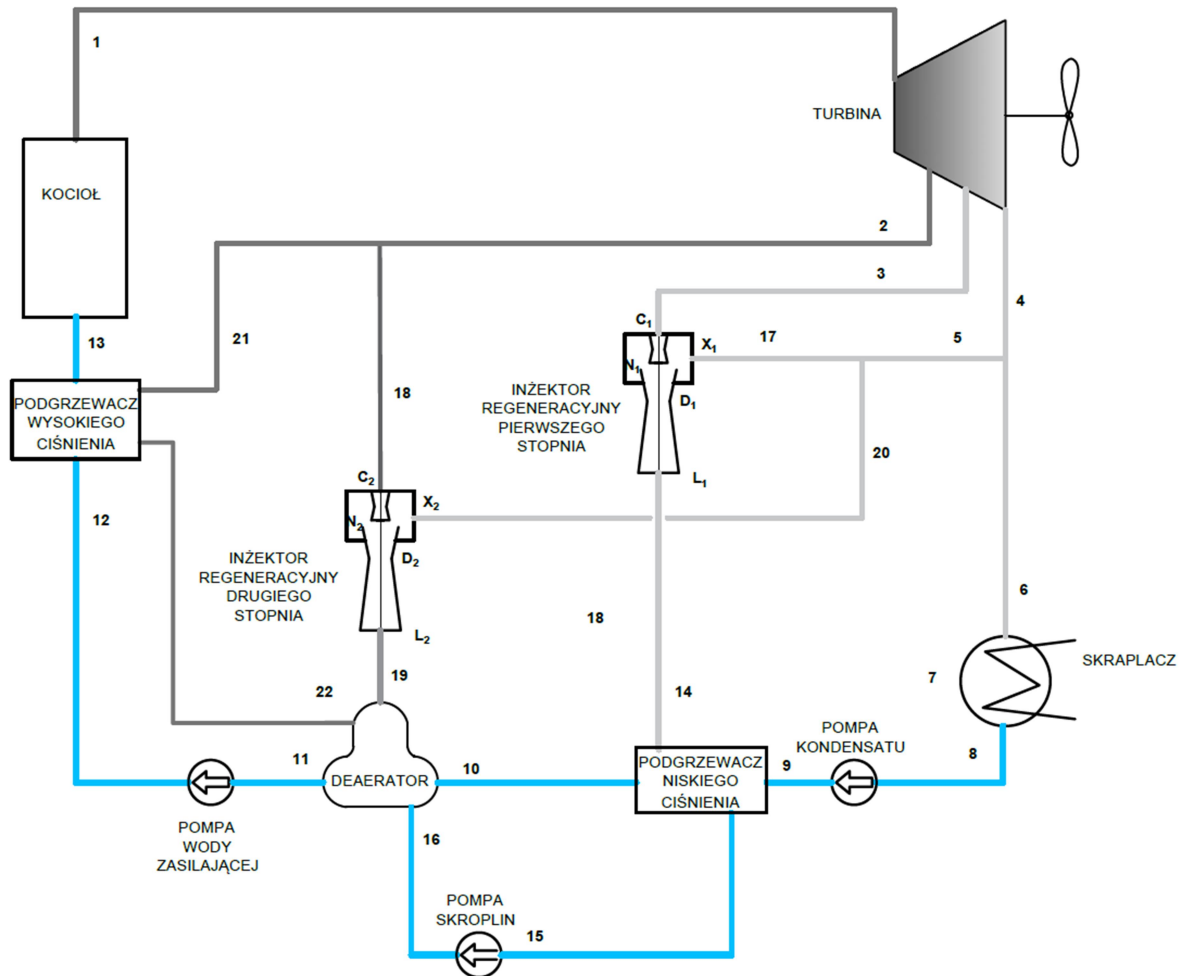 1
TURBINA
KOCIOŁ
2
3
4
C₁
13
21
X₁
17
5
N₁
PODGRZEWACZ
WYSOKIEGO
CIŚNIENIA
18
INŻEKTOR
REGENERACYJNY
PIERWSZEGO
STOPNIA
D₁
20
C₂
L₁
X₂
12
N₂
INŻEKTOR
REGENERACYJNY
DRUGIEGO
STOPNIA
D₂
6
L₂
18
SKRAPLACZ
19
7
22
14
POMPA
KONDENSATU
11
DEAERATOR
10
PODGRZEWACZ
NISKIEGO
CIŚNIENIA
9
8
POMPA
WODY
ZASILAJĄCEJ
16
POMPA
SKROPLIN
15